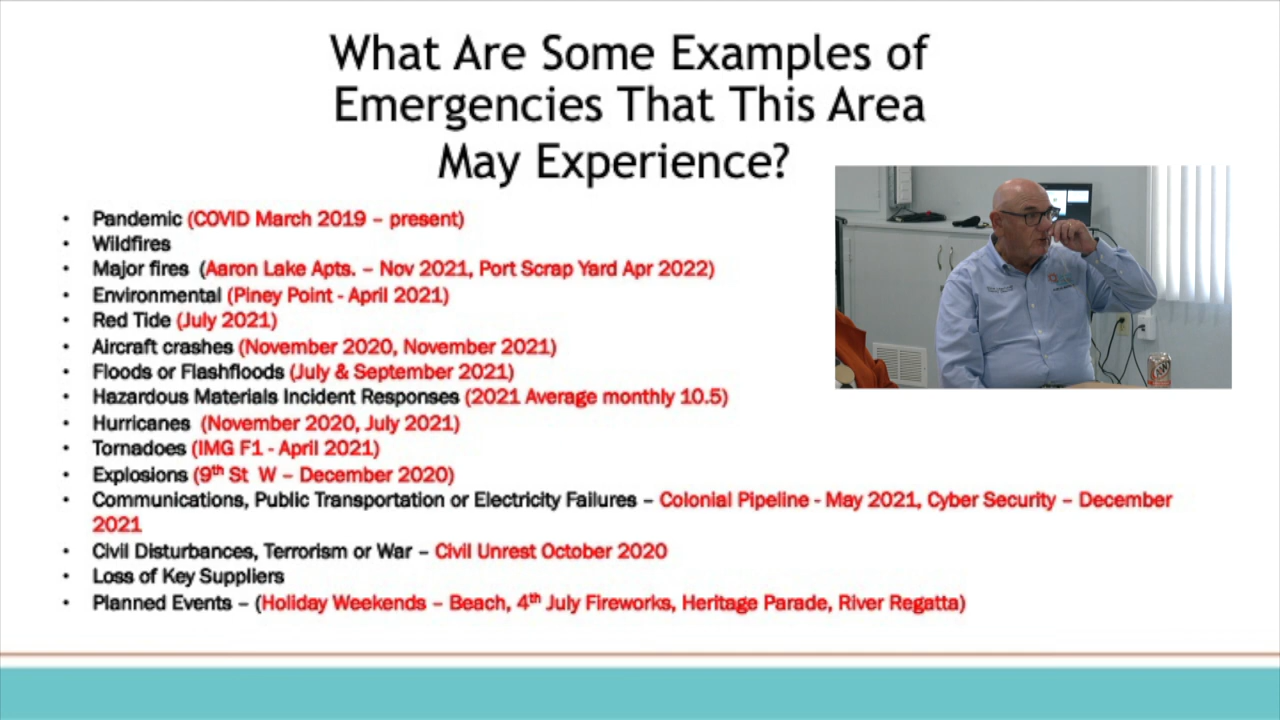 What Are Some Examples of
Emergencies That This Area
May Experience?
• Pandemic (COVID March 2019 – present)
• Wildfires
• Major fires (Aaron Lake Apts. – Nov 2021, Port Scrap Yard Apr 2022)
• Environmental (Piney Point - April 2021)
• Red Tide (July 2021)
• Aircraft crashes (November 2020, November 2021)
• Floods or Flashfloods (July & September 2021)
• Hazardous Materials Incident Responses (2021 Average monthly 10.5)
• Hurricanes (November 2020, July 2021)
• Tornadoes (IMG F1 - April 2021)
• Explosions (9th St W – December 2020)
• Communications, Public Transportation or Electricity Failures – Colonial Pipeline - May 2021, Cyber Security – December
2021
• Civil Disturbances, Terrorism or War – Civil Unrest October 2020
• Loss of Key Suppliers
• Planned Events – (Holiday Weekends – Beach, 4th July Fireworks, Heritage Parade, River Regatta)